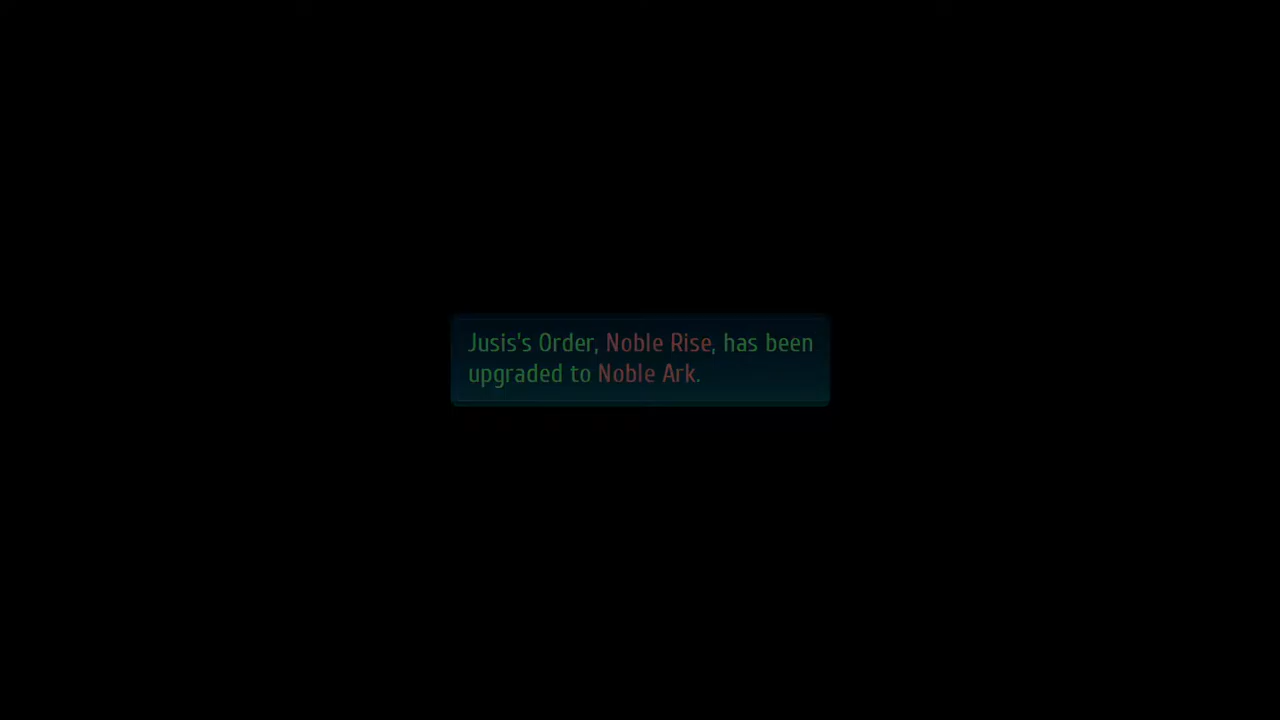 Jusis's Order, Noble Rise, has been
upgraded to Noble Ark.